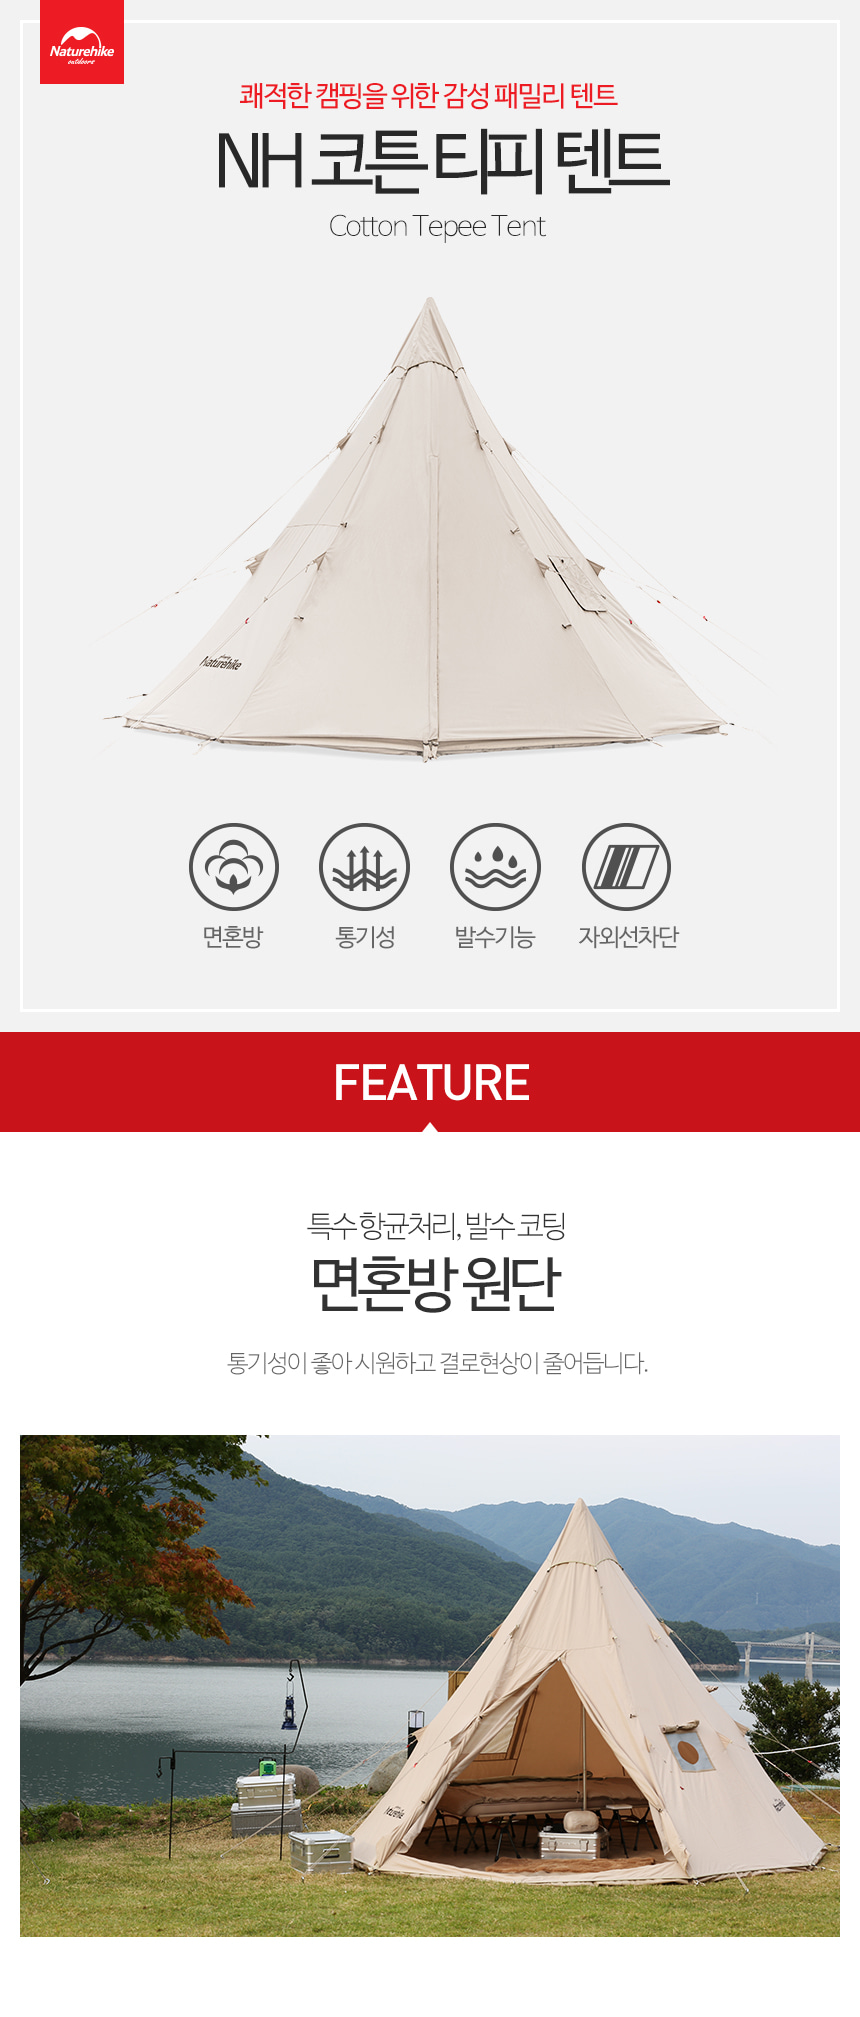 Naturehike
outdoors
쾌적한 캠핑을 위한 감성 패밀리 텐트
NH 코튼 티피 텐트
Cotton Tepee Tent
Naturehike
면혼방
통기성
발수기능
자외선차단
FEATURE
특수 항균처리, 발수 코팅
면혼방 원단
통기성이 좋아 시원하고 결로현상이 줄어듭니다.
Naturehike